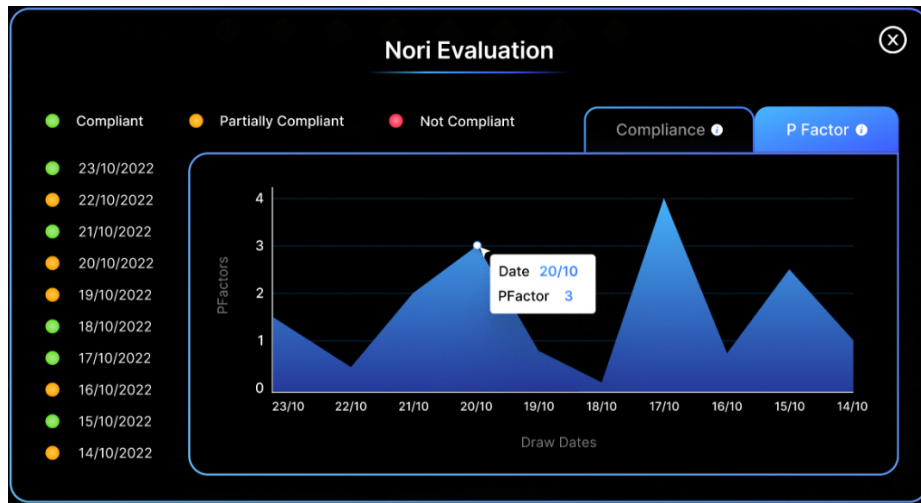 Nori Evaluation
Compliant
Partially Compliant
Not Compliant
Compliance i
P Factor i
23/10/2022
22/10/2022
21/10/2022
20/10/2022
19/10/2022
18/10/2022
17/10/2022
16/10/2022
15/10/2022
14/10/2022
PFactors
4
3
2
1
0
Date 20/10
PFactor 3
23/10 22/10 21/10 20/10 19/10 18/10 17/10 16/10 15/10 14/10
Draw Dates